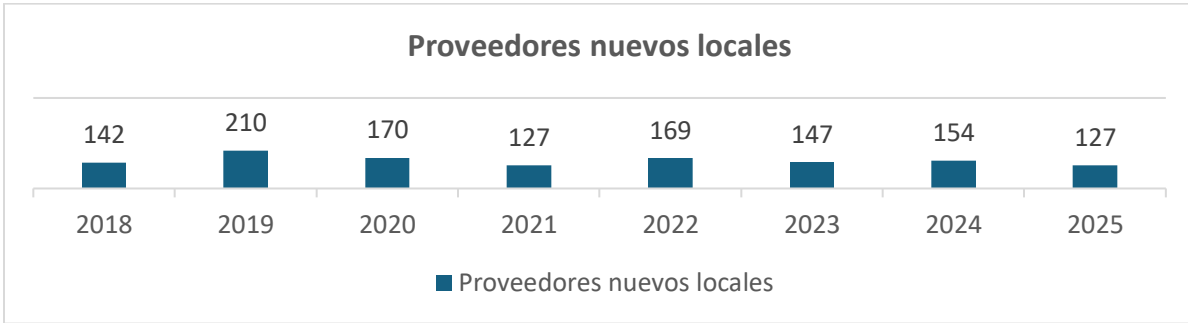 Proveedores nuevos locales
142 210 170 127 169 147 154 127
2018 2019 2020 2021 2022 2023 2024 2025
Proveedores nuevos locales